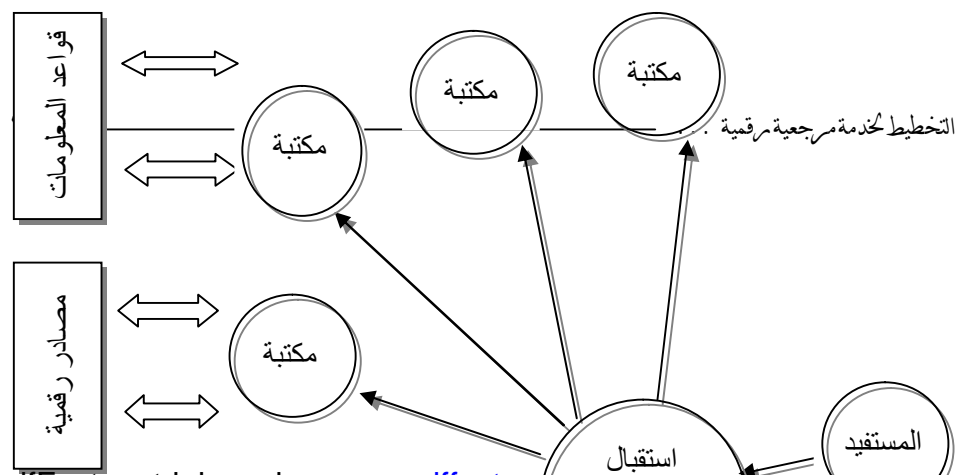 مكتبة
مكتبة
قواعد المعلومات
مكتبة
التخطيط لخدمة مرجعية رقمية ...
مصادر رقمية
مكتبة
المستفيد
استقبال